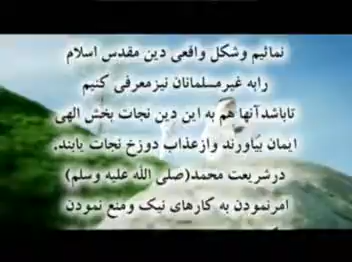 نمائیم وشکل واقعی دین مقدس اسلام
رابه غیرمسلمانان نیزمعرفی کنیم
تاباشدآنها هم به این دین نجات بخش الهی
ایمان بیاورند وازعذاب دوزخ نجات یابند.
درشریعت محمد(صلی الله علیه وسلم)
امرنمودن به کارهای نیک ومنع نمودن